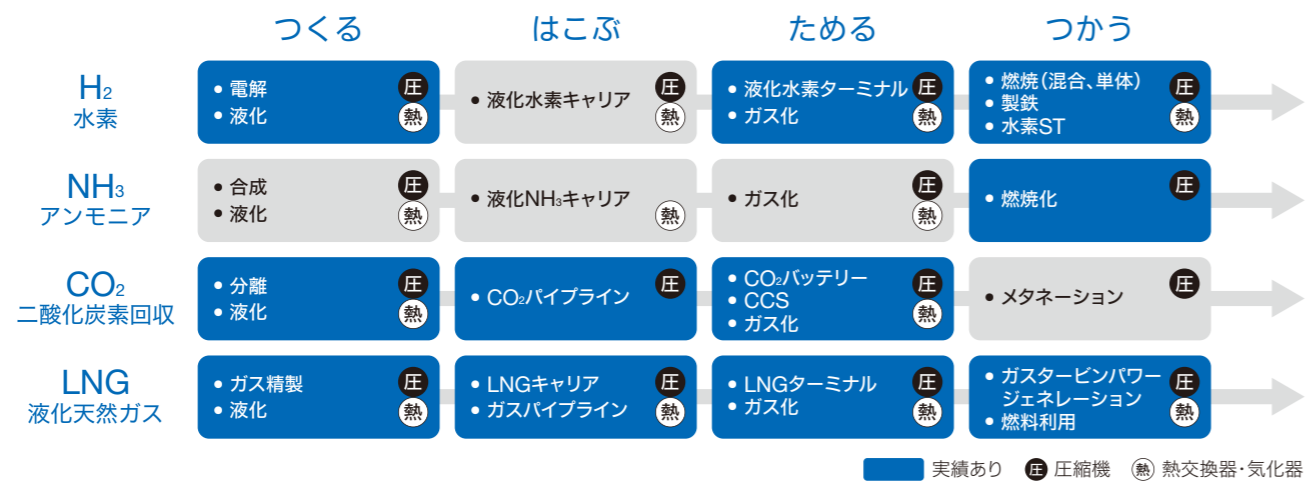 つくる はこぶ ためる つかう
H₂
水素
• 電解
• 液化
圧
熱
• 液化水素キャリア
圧
熱
• 液化水素ターミナル
• ガス化
圧
熱
• 燃焼(混合、単体)
• 製鉄
• 水素ST
圧
熱
NH₃
アンモニア
• 合成
• 液化
圧
熱
• 液化NH₃キャリア
熱
• ガス化
圧
熱
• 燃焼化
圧
CO₂
二酸化炭素回収
• 分離
• 液化
圧
熱
• CO₂パイプライン
圧
• CO₂バッテリー
• CCS
• ガス化
圧
熱
• メタネーション
圧
LNG
液化天然ガス
• ガス精製
• 液化
圧
熱
• LNGキャリア
• ガスパイプライン
圧
熱
• LNGターミナル
• ガス化
圧
熱
• ガスタービンパワー
ジェネレーション
• 燃料利用
圧
熱
実績あり 圧 圧縮機 熱 熱交換器・気化器